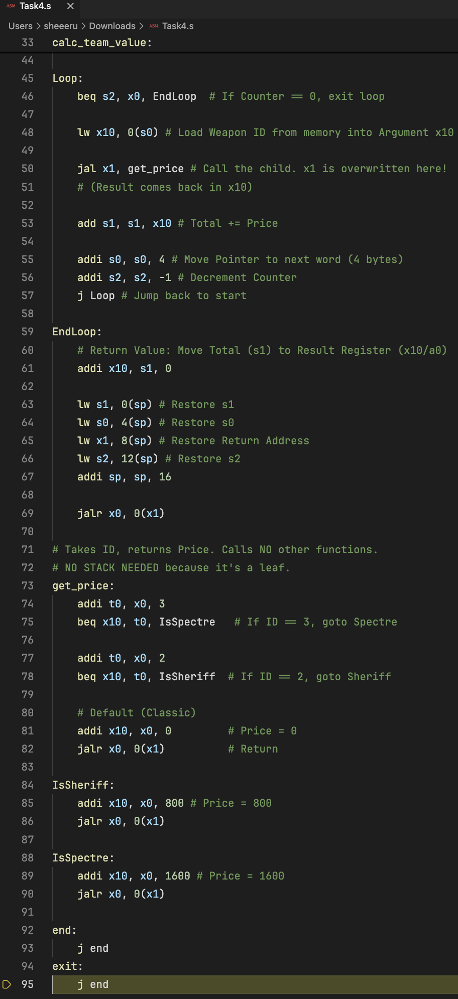 ASM Task4.s ×
Users > sheeeru > Downloads > ASM Task4.s
33 calc_team_value:
44
45 Loop:
46     beq s2, x0, EndLoop  # If Counter == 0, exit loop
47
48     lw x10, 0(s0) # Load Weapon ID from memory into Argument x10
49
50     jal x1, get_price # Call the child. x1 is overwritten here!
51     # (Result comes back in x10)
52
53     add s1, s1, x10 # Total += Price
54
55     addi s0, s0, 4 # Move Pointer to next word (4 bytes)
56     addi s2, s2, -1 # Decrement Counter
57     j Loop # Jump back to start
58
59 EndLoop:
60     # Return Value: Move Total (s1) to Result Register (x10/a0)
61     addi x10, s1, 0
62
63     lw s1, 0(sp) # Restore s1
64     lw s0, 4(sp) # Restore s0
65     lw x1, 8(sp) # Restore Return Address
66     lw s2, 12(sp) # Restore s2
67     addi sp, sp, 16
68
69     jalr x0, 0(x1)
70
71 # Takes ID, returns Price. Calls NO other functions.
72 # NO STACK NEEDED because it's a leaf.
73 get_price:
74     addi t0, x0, 3
75     beq x10, t0, IsSpectre   # If ID == 3, goto Spectre
76
77     addi t0, x0, 2
78     beq x10, t0, IsSheriff  # If ID == 2, goto Sheriff
79
80     # Default (Classic)
81     addi x10, x0, 0         # Price = 0
82     jalr x0, 0(x1)          # Return
83
84 IsSheriff:
85     addi x10, x0, 800 # Price = 800
86     jalr x0, 0(x1)
87
88 IsSpectre:
89     addi x10, x0, 1600 # Price = 1600
90     jalr x0, 0(x1)
91
92 end:
93     j end
94 exit:
95     j end